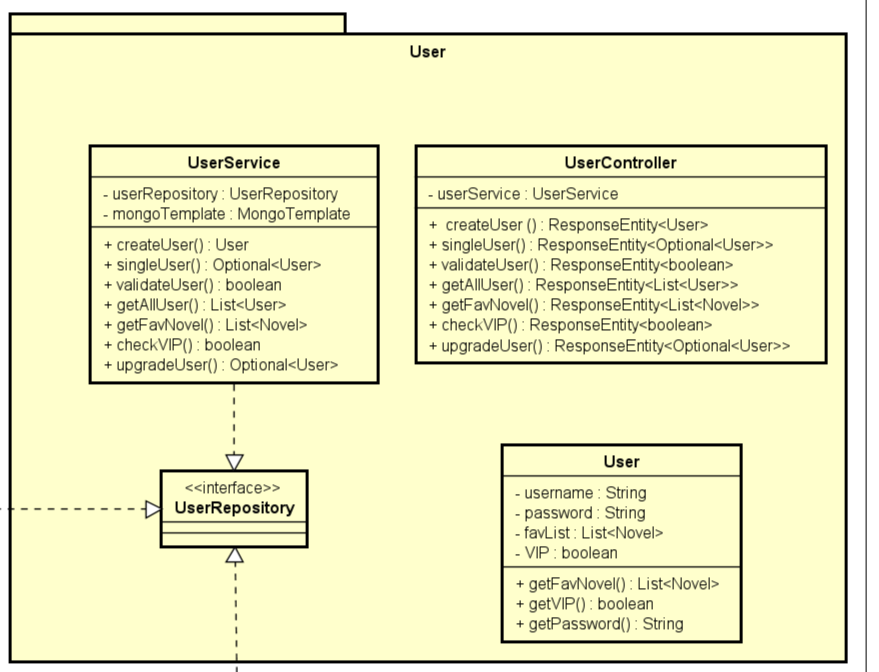 User
UserService
- userRepository : UserRepository
- mongoTemplate : MongoTemplate
+ createUser() : User
+ singleUser() : Optional<User>
+ validateUser() : boolean
+ getAllUser() : List<User>
+ getFavNovel() : List<Novel>
+ checkVIP() : boolean
+ upgradeUser() : Optional<User>
UserController
- userService : UserService
+ createUser () : ResponseEntity<User>
+ singleUser() : ResponseEntity<Optional<User>>
+ validateUser() : ResponseEntity<boolean>
+ getAllUser() : ResponseEntity<List<User>>
+ getFavNovel() : ResponseEntity<List<Novel>>
+ checkVIP() : ResponseEntity<boolean>
+ upgradeUser() : ResponseEntity<Optional<User>>
<<interface>>
UserRepository
User
- username : String
- password : String
- favList : List<Novel>
- VIP : boolean
+ getFavNovel() : List<Novel>
+ getVIP() : boolean
+ getPassword() : String